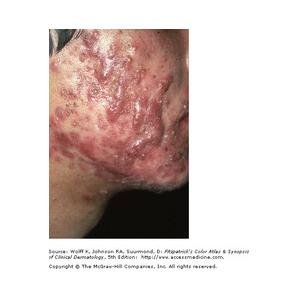 Source: Wolff K, Johnson RA, Suurmond, D: Fitzpatrick's Color Atlas & Synopsis
of Clinical Dermatology, 5th Edition: http://www.accessmedicine.com.
Copyright © The McGraw-Hill Companies, Inc. All rights reserved.